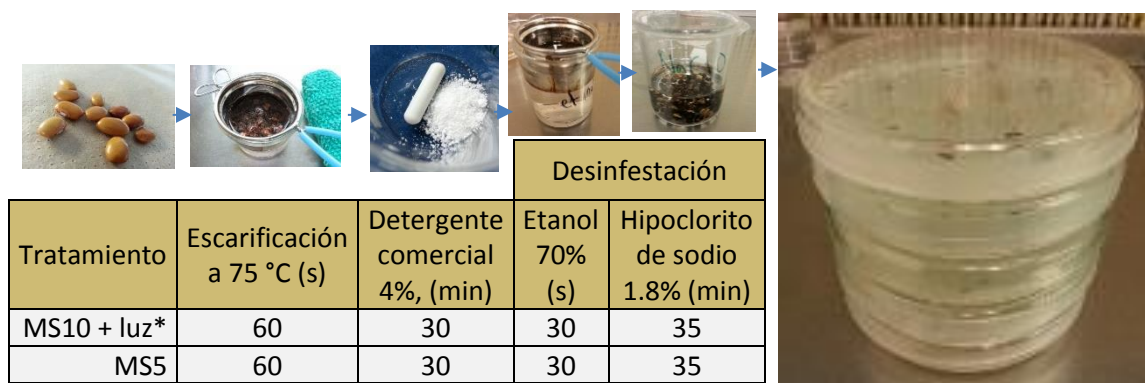 Desinfestación
Tratamiento Escarificación a 75 °C (s) Detergente comercial 4%, (min) Etanol 70% (s) Hipoclorito de sodio 1.8% (min)
MS10 + luz* 60 30 30 35
MS5 60 30 30 35